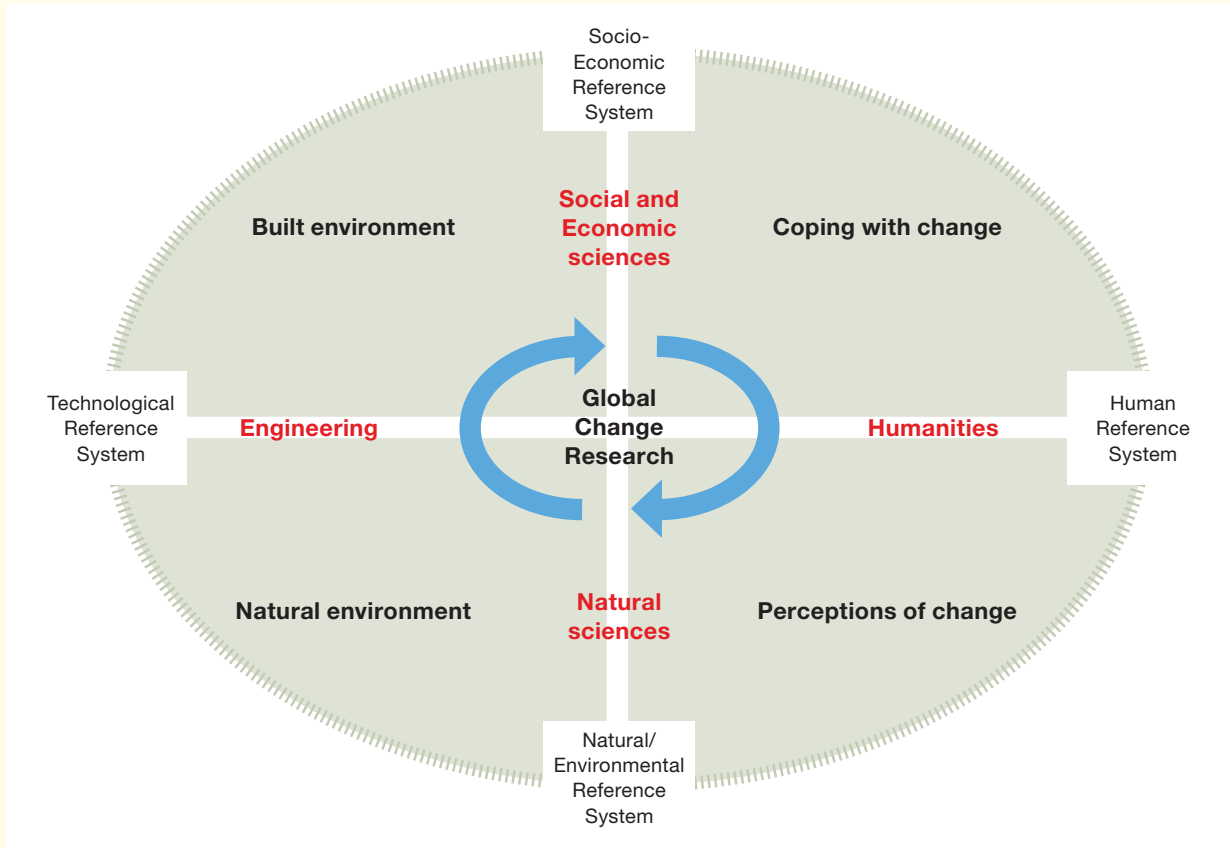 Socio-
Economic
Reference
System
Social and
Economic
sciences
Built environment
Coping with change
Technological
Reference
System
Engineering
Global
Change
Research
Humanities
Human
Reference
System
Natural environment
Natural
sciences
Perceptions of change
Natural/
Environmental
Reference
System